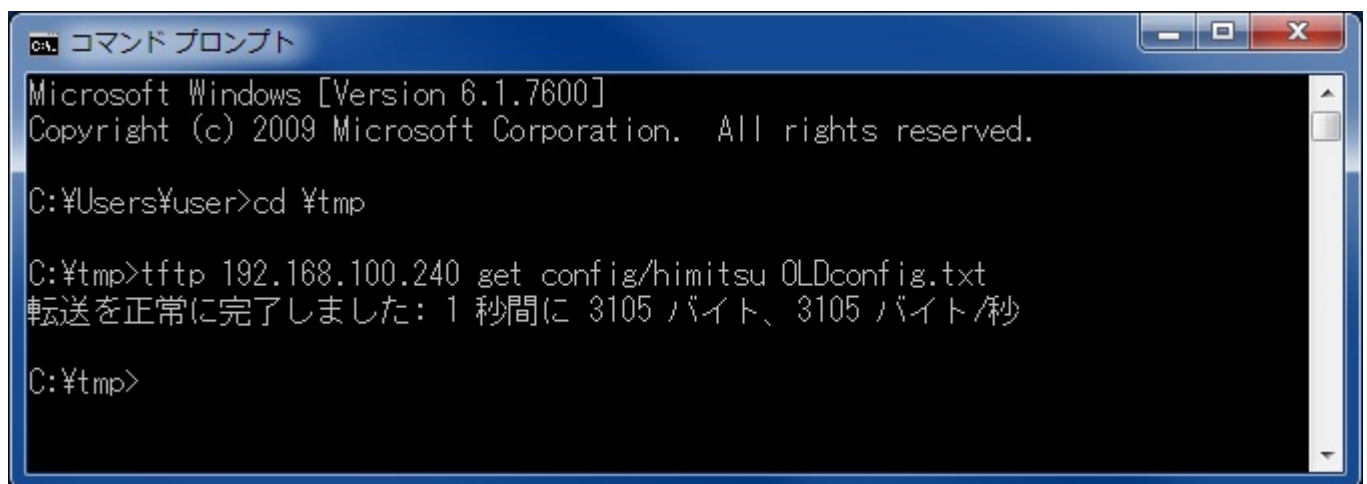 コマンド プロンプト
Microsoft Windows [Version 6.1.7600]
Copyright (c) 2009 Microsoft Corporation.  All rights reserved.
C:¥Users¥user>cd ¥tmp
C:¥tmp>tftp 192.168.100.240 get config/himitsu OLDconfig.txt
転送を正常に完了しました: 1 秒間に 3105 バイト、3105 バイト/秒
C:¥tmp>